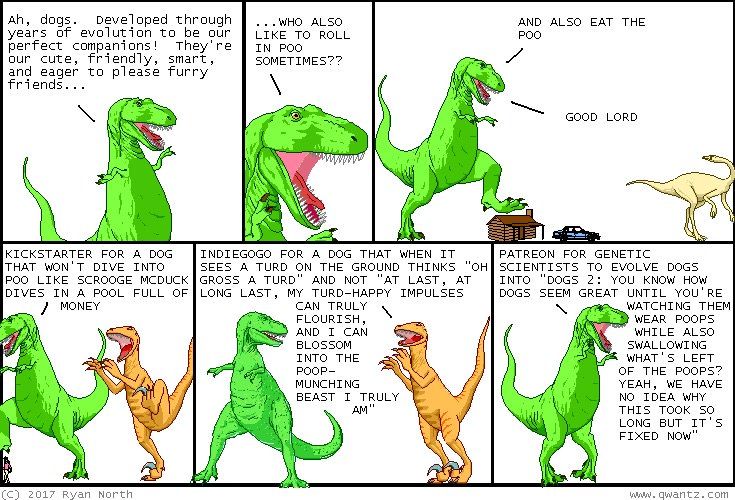 Ah, dogs. Developed through
years of evolution to be our
perfect companions! They're
our cute, friendly, smart,
and eager to please furry
friends...
...WHO ALSO
LIKE TO ROLL
IN POO
SOMETIMES??
AND ALSO EAT THE
POO
GOOD LORD
KICKSTARTER FOR A DOG
THAT WON'T DIVE INTO
POO LIKE SCROOGE MCDUCK
DIVES IN A POOL FULL OF
MONEY
INDIEGOGO FOR A DOG THAT WHEN IT
SEES A TURD ON THE GROUND THINKS "OH
GROSS A TURD" AND NOT "AT LAST, AT
LONG LAST, MY TURD-HAPPY IMPULSES
CAN TRULY
FLOURISH,
AND I CAN
BLOSSOM
INTO THE
POOP-
MUNCHING
BEAST I TRULY
AM"
PATREON FOR GENETIC
SCIENTISTS TO EVOLVE DOGS
INTO "DOGS 2: YOU KNOW HOW
DOGS SEEM GREAT UNTIL YOU'RE
WATCHING THEM
WEAR POOPS
WHILE ALSO
SWALLOWING
WHAT'S LEFT
OF THE POOPS?
YEAH, WE HAVE
NO IDEA WHY
THIS TOOK SO
LONG BUT IT'S
FIXED NOW"
(C) 2017 Ryan North
www.qwantz.com